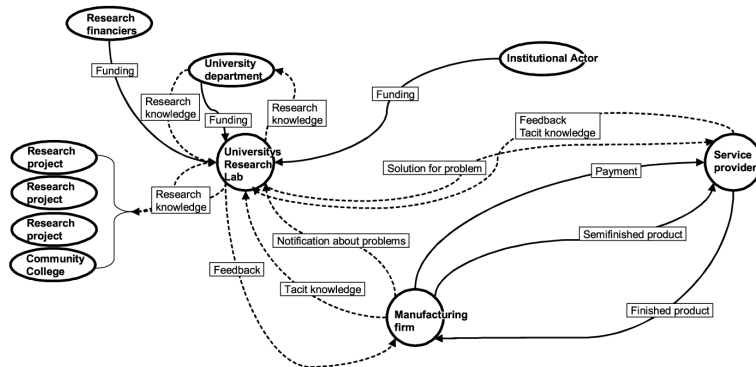 Research
financiers
University
department
Institutional Actor
Funding
Funding
Research
knowledge
Research
knowledge
Funding
Feedback
Tacit knowledge
Research
project
Research
project
Research
project
Community
College
Universitys
Research
Lab
Service
provider
Solution for problem
Payment
Research
knowledge
Semifinished product
Notification about problems
Feedback
Tacit knowledge
Finished product
Manufacturing
firm